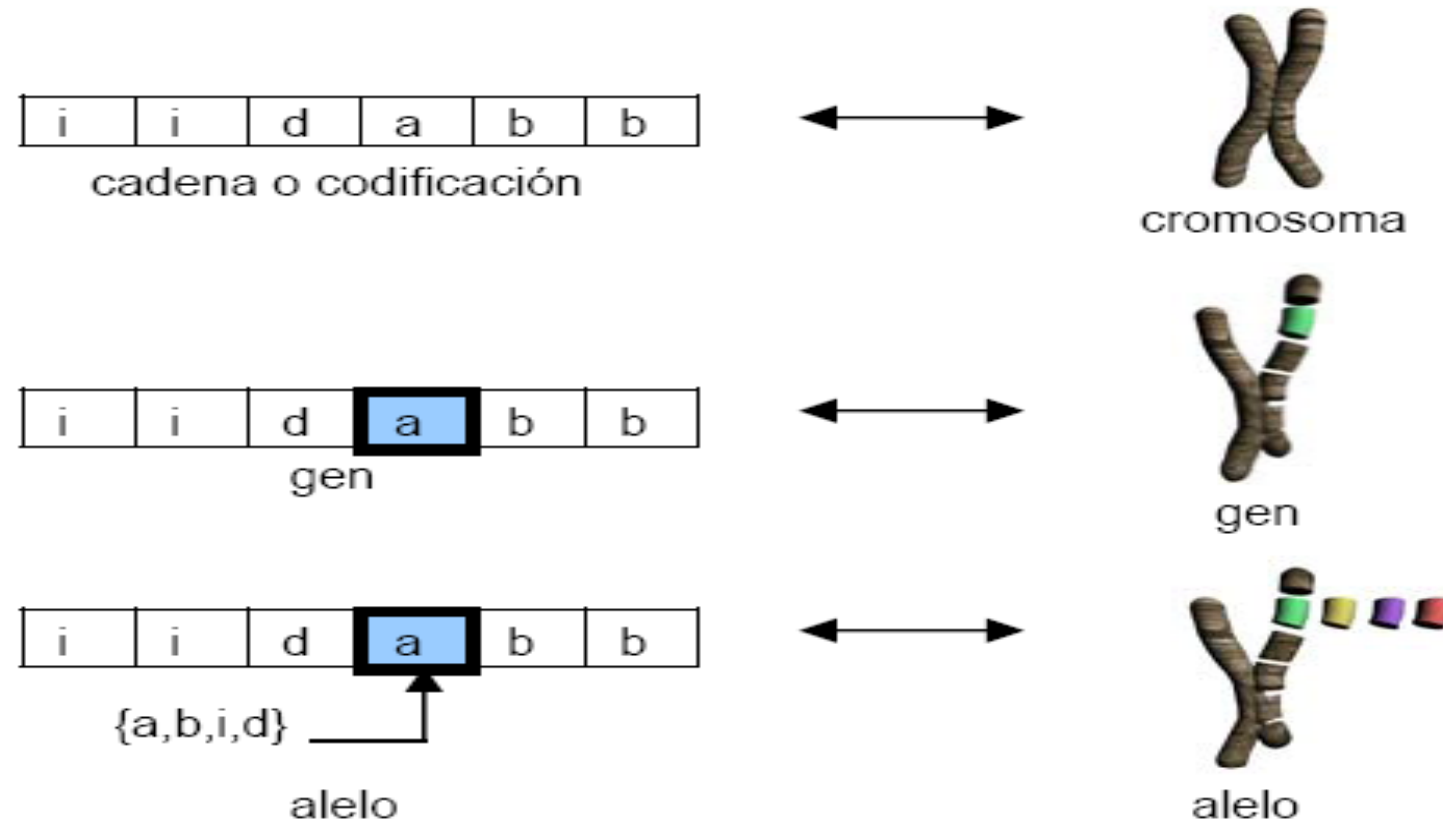 i i d a b b
cadena o codificación
cromosoma
i i d a b b
gen
gen
i i d a b b
{a,b,i,d}
alelo
alelo